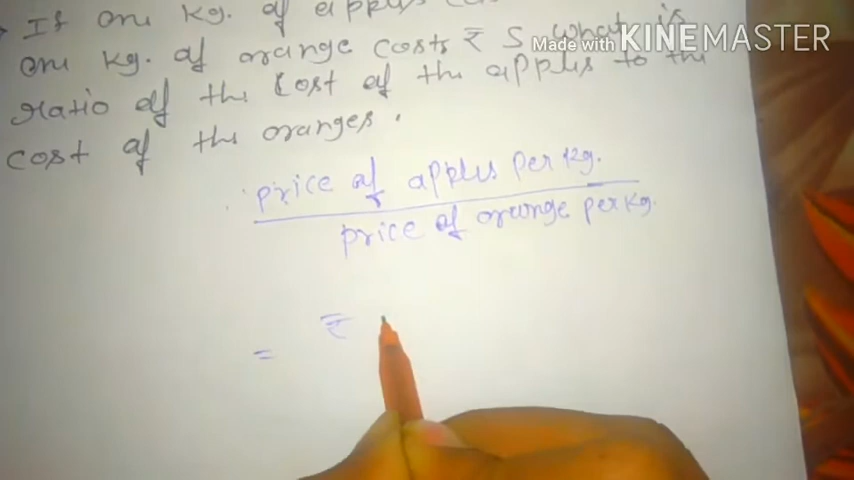 If one kg. of apples
one kg. of orange costs ₹ 5 what is
ratio of the cost of the apples to the
cost of the oranges.
price of apples per kg.
price of orange per kg.
= ₹
Made with KINEMASTER